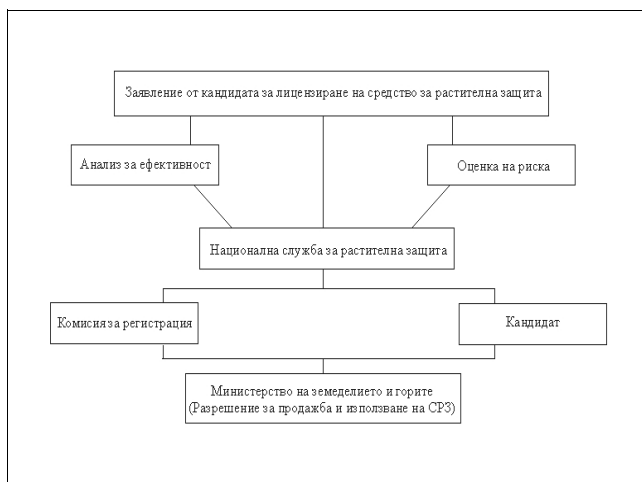 Заявление от кандидата за лицензиране на средство за растителна защита
Анализ за ефективност
Оценка на риска
Национална служба за растителна защита
Комисия за регистрация
Кандидат
Министерство на земеделието и горите
(Разрешение за продажба и използване на СРЗ)